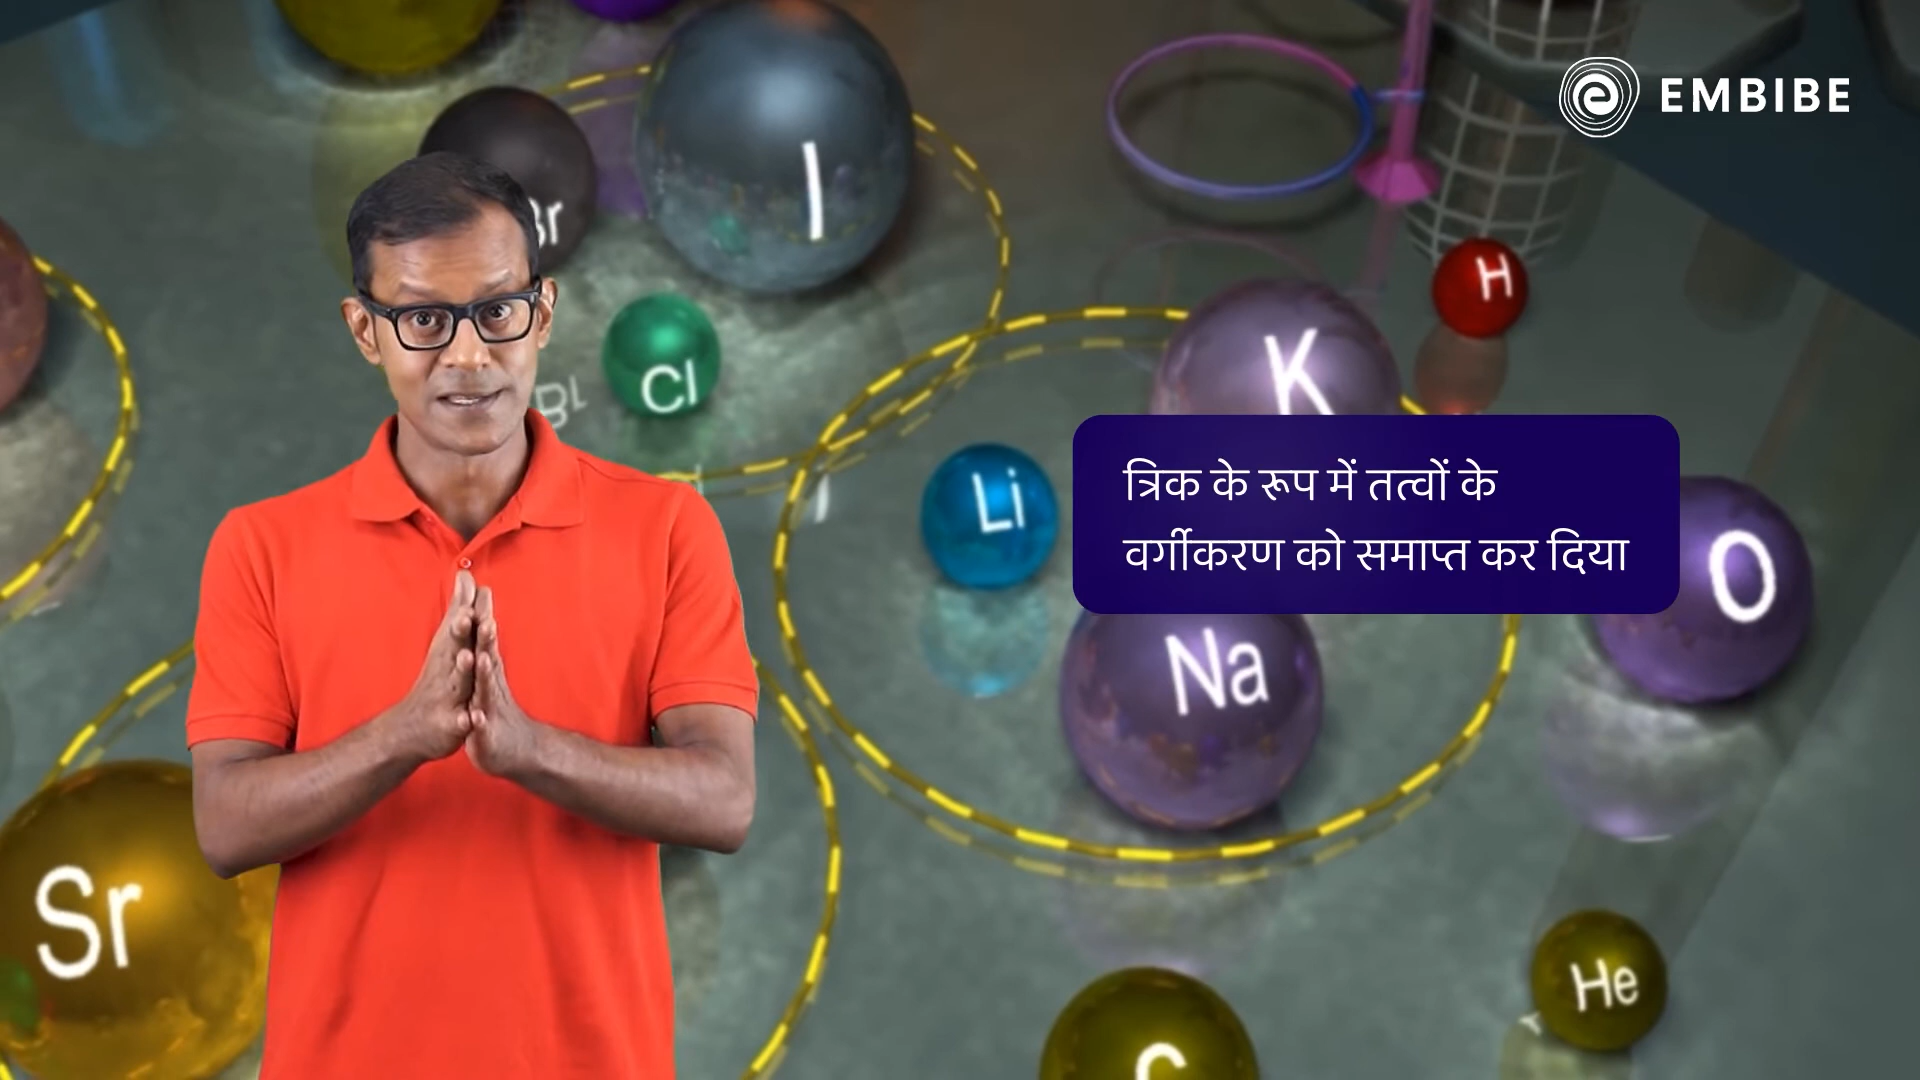 EMBIBE
I
Br
H
Cl
K
Li
त्रिक के रूप में तत्वों के
वर्गीकरण को समाप्त कर दिया
O
Na
Sr
He
C